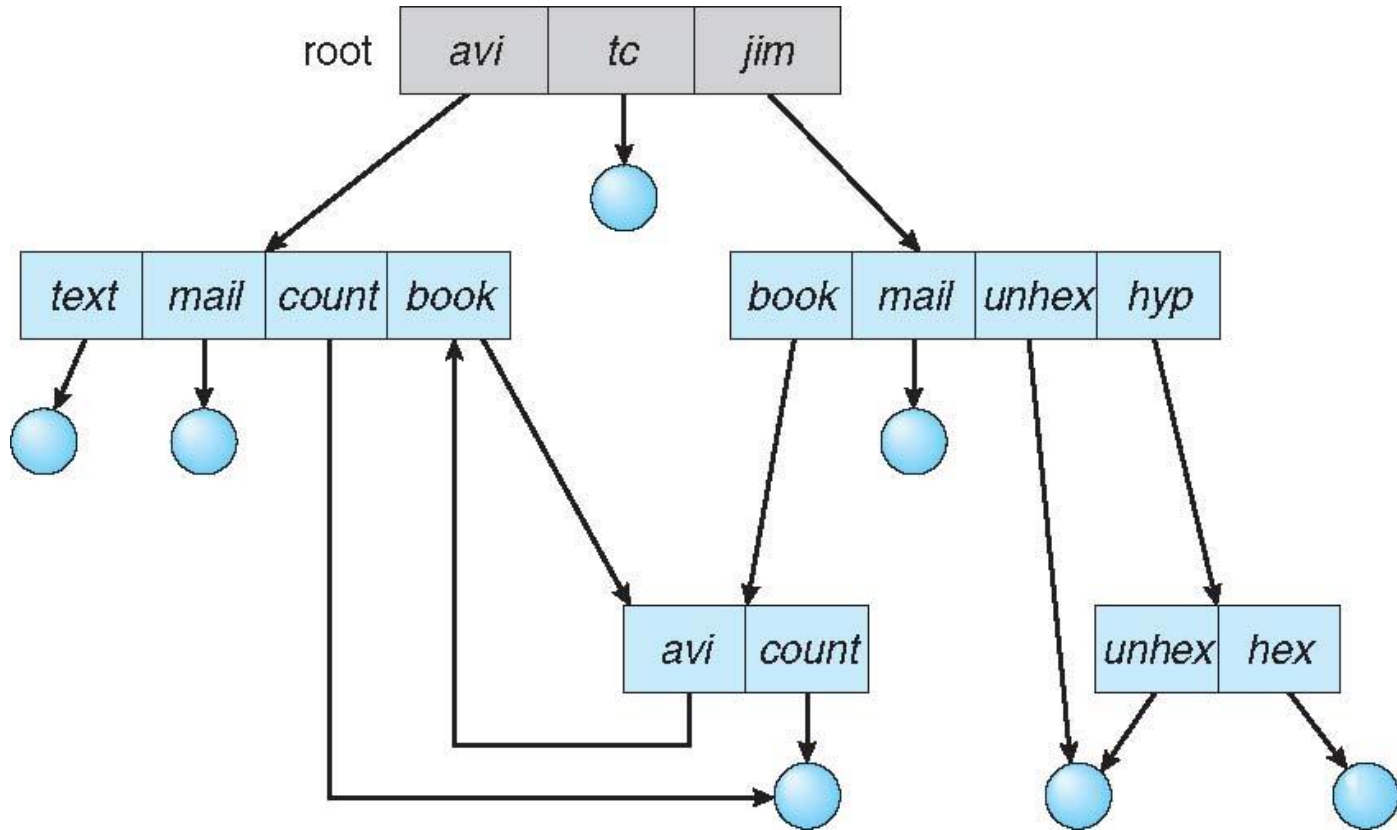 root avi tc jim
text mail count book
book mail unhex hyp
avi count
unhex hex